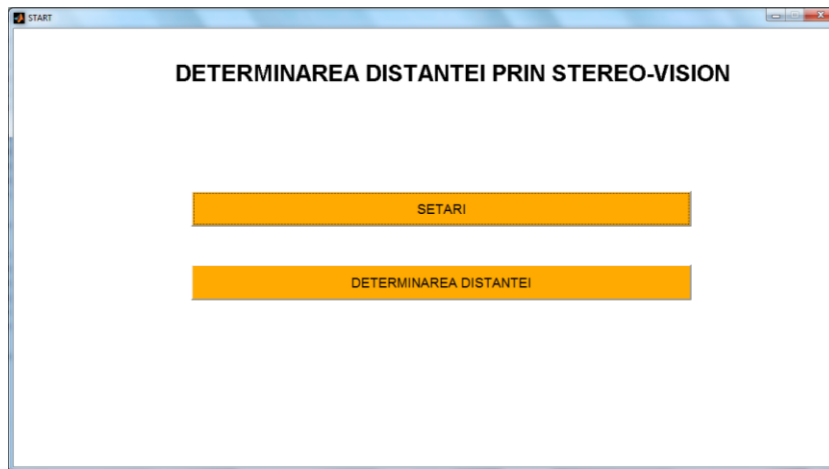 START
DETERMINAREA DISTANTEI PRIN STEREO-VISION
SETARI
DETERMINAREA DISTANTEI